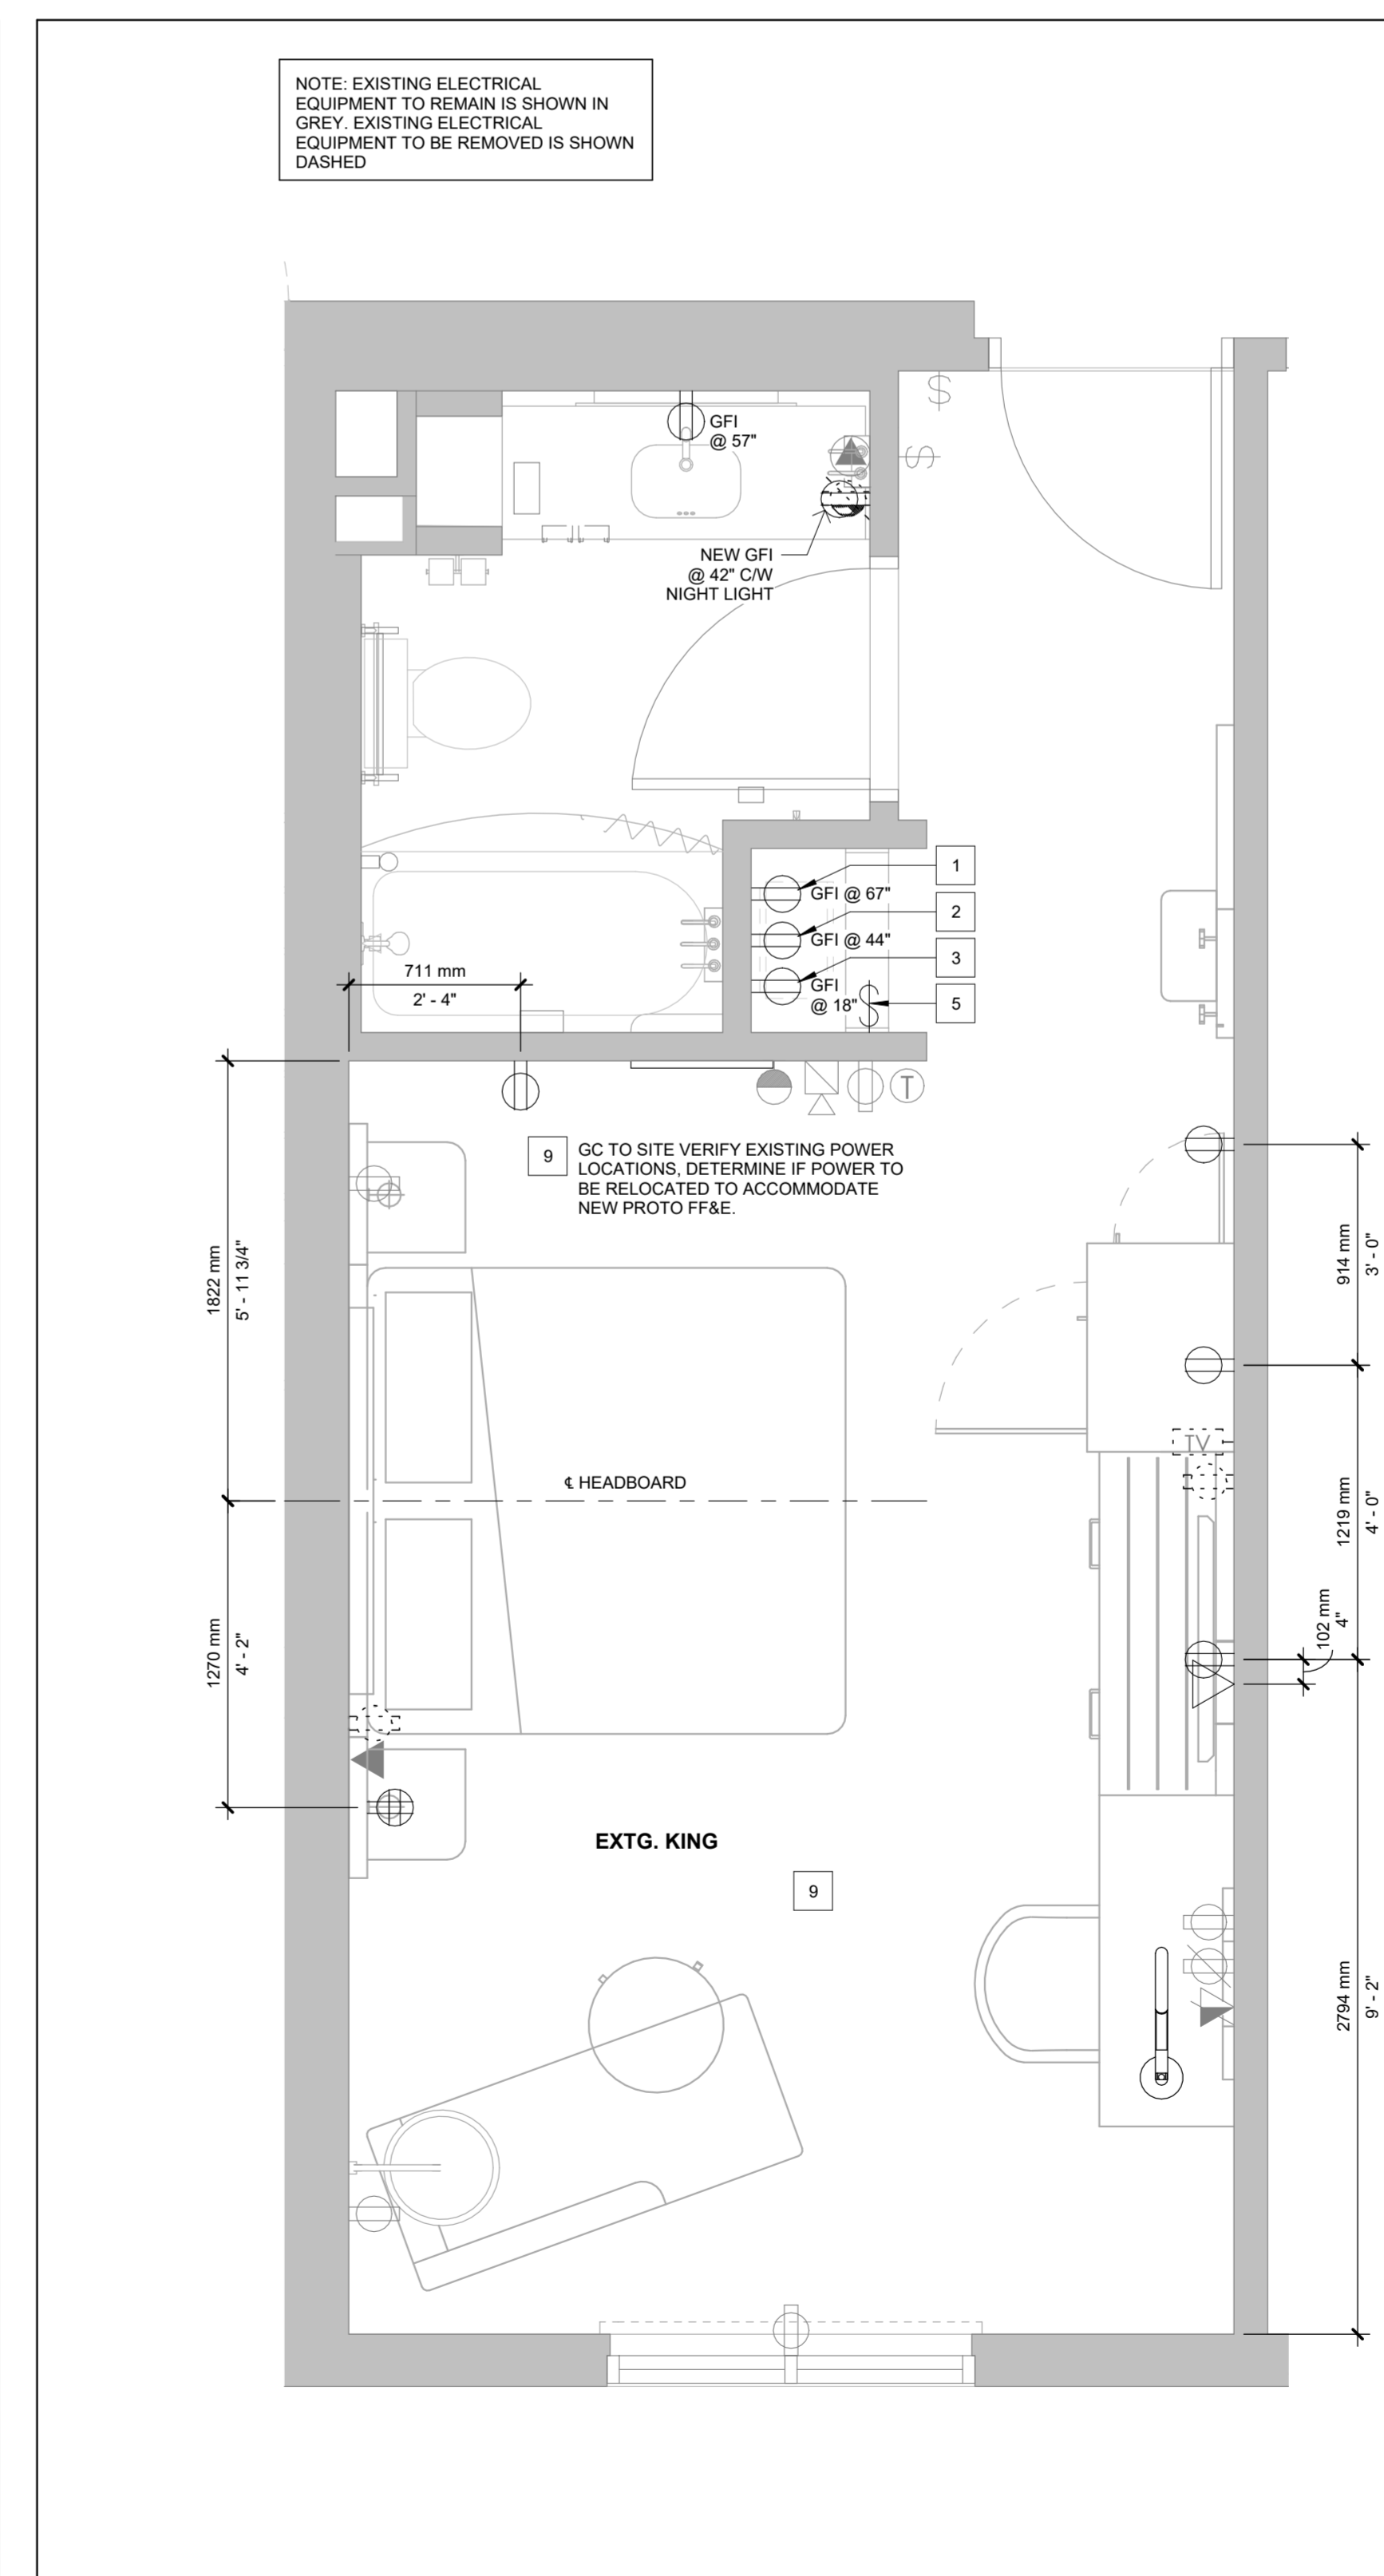 NOTE: EXISTING ELECTRICAL
EQUIPMENT TO REMAIN IS SHOWN IN
GREY. EXISTING ELECTRICAL
EQUIPMENT TO BE REMOVED IS SHOWN
DASHED
$
$
GFI
@ 57"
NEW GFI
@ 42" C/W
NIGHT LIGHT
1
GFI @ 67"
2
GFI @ 44"
3
GFI
@ 18"
$
5
711 mm
2' - 4"
T
9
GC TO SITE VERIFY EXISTING POWER
LOCATIONS, DETERMINE IF POWER TO
BE RELOCATED TO ACCOMMODATE
NEW PROTO FF&E.
1822 mm
5' - 11 3/4"
914 mm
3' - 0"
TV
℄ HEADBOARD
1219 mm
4' - 0"
102 mm
4"
1270 mm
4' - 2"
EXTG. KING
9
2794 mm
9' - 2"